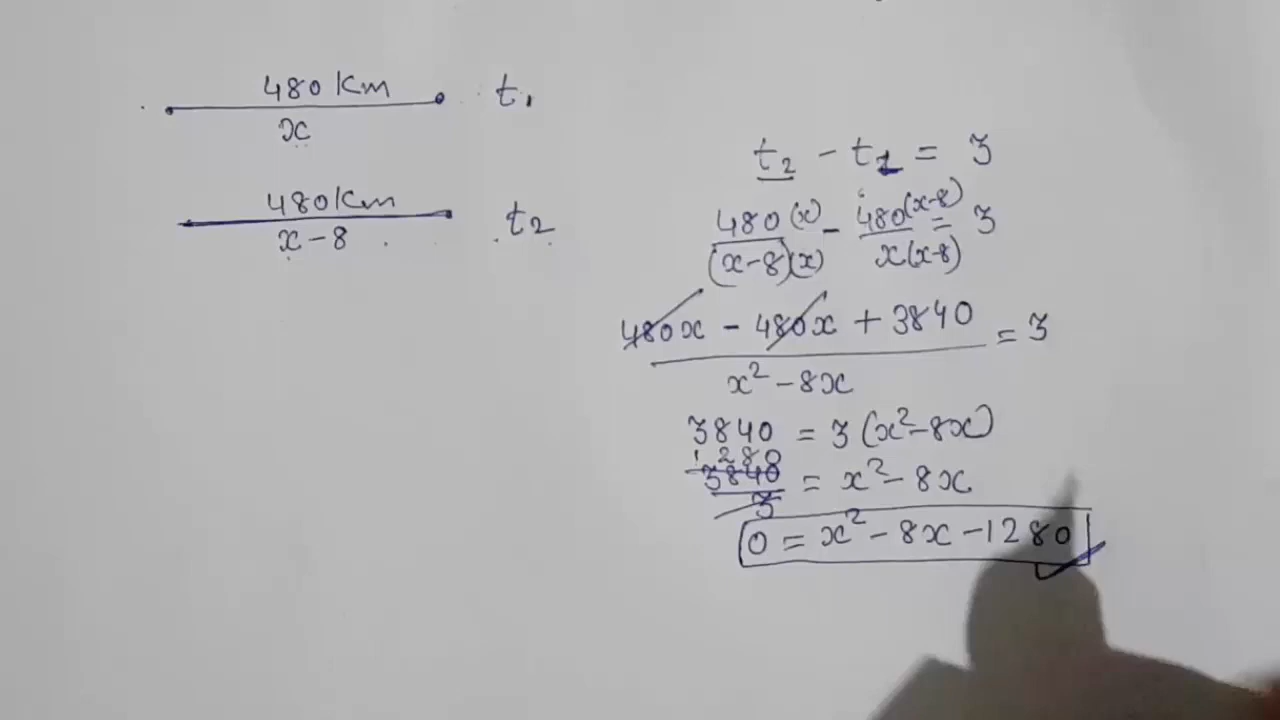 480 Km t₁
x
480 Km t₂
x - 8
t₂ - t₁ = 3
480(x) - 480(x-8) = 3
(x-8)(x) x(x-8)
480x - 480x + 3840 = 3
x² - 8x
3840 = 3 (x² - 8x)
1280
3840 = x² - 8x
3
0 = x² - 8x - 1280